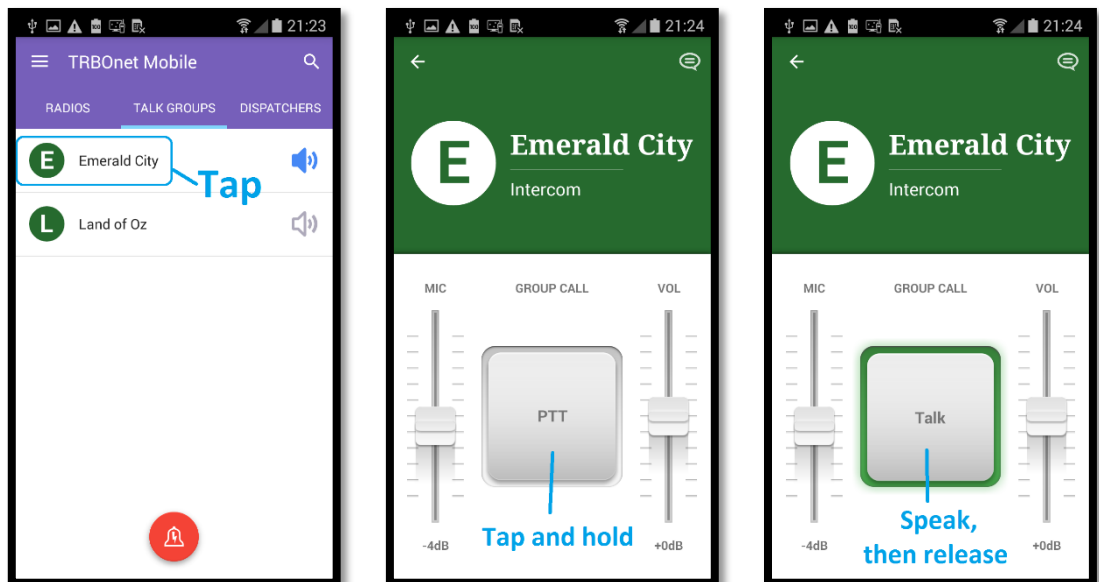 21:23
TRBOnet Mobile
RADIOS TALK GROUPS DISPATCHERS
E Emerald City
Tap
L Land of Oz
21:24
E Emerald City
Intercom
MIC GROUP CALL VOL
PTT
-4dB +0dB
Tap and hold
21:24
E Emerald City
Intercom
MIC GROUP CALL VOL
Talk
-4dB +0dB
Speak,
then release